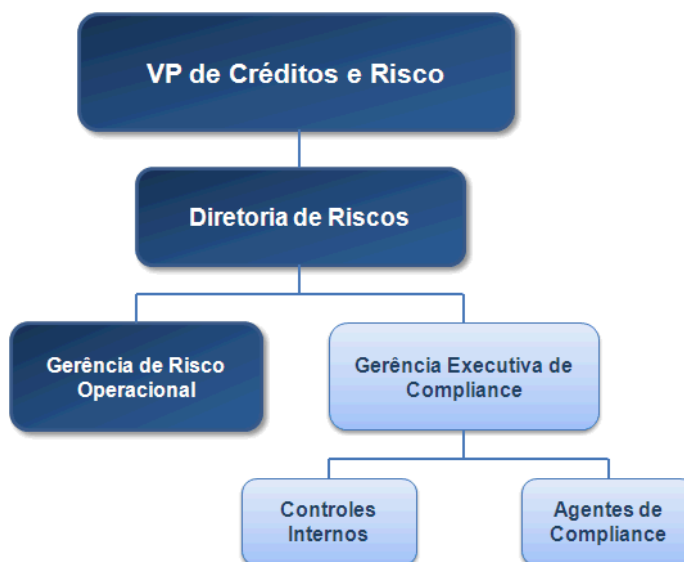 VP de Créditos e Risco
Diretoria de Riscos
Gerência de Risco
Operacional
Gerência Executiva de
Compliance
Controles
Internos
Agentes de
Compliance